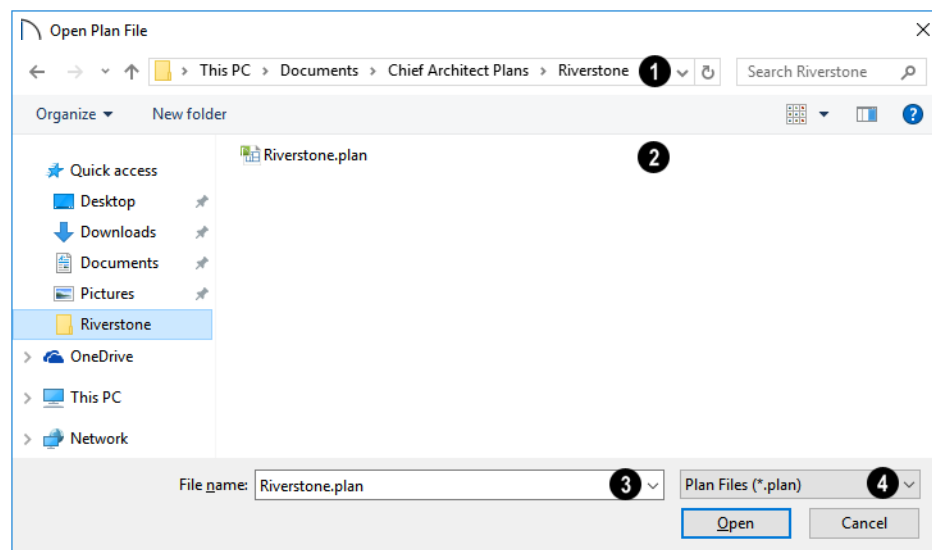 Open Plan File
This PC > Documents > Chief Architect Plans > Riverstone 1 Search Riverstone
Organize New folder ?
Riverstone.plan 2
Quick access
Desktop
Downloads
Documents
Pictures
Riverstone
OneDrive
This PC
Network
File name: Riverstone.plan 3 Plan Files (*.plan) 4
Open Cancel